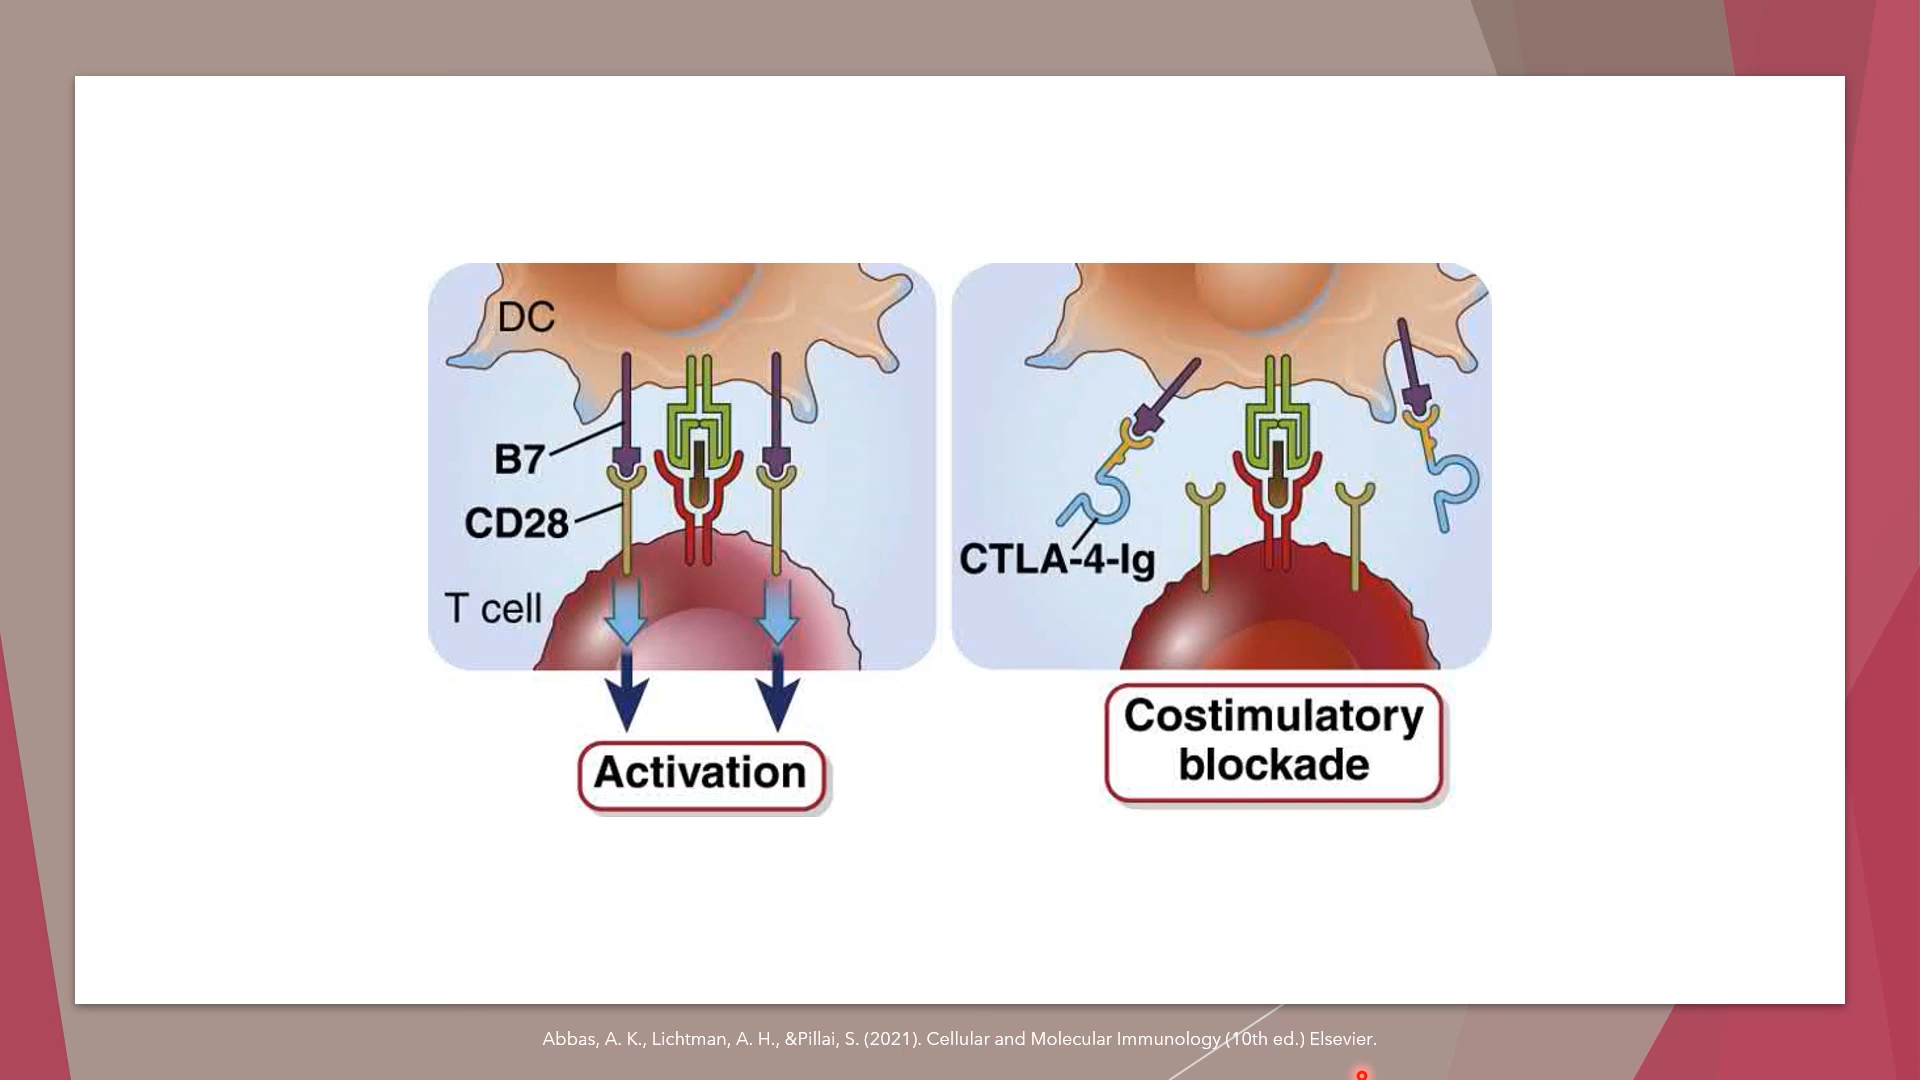 DC
B7
CD28
T cell
Activation
CTLA-4-Ig
Costimulatory
blockade
Abbas, A. K., Lichtman, A. H., &Pillai, S. (2021). Cellular and Molecular Immunology (10th ed.) Elsevier.